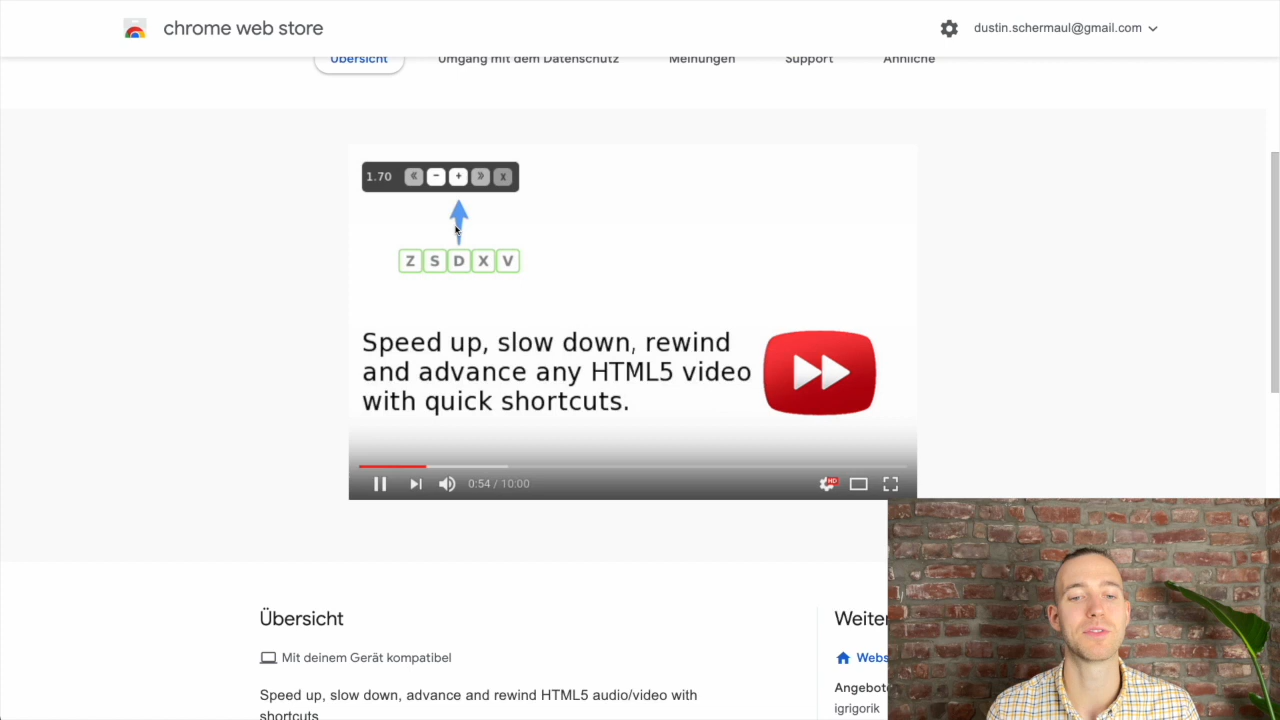 chrome web store
dustin.schermaul@gmail.com
Übersicht
Umgang mit dem Datenschutz
Meinungen
Support
Ähnliche
1.70 « - + » x
Z S D X V
Speed up, slow down, rewind
and advance any HTML5 video
with quick shortcuts.
0:54 / 10:00
HD
Übersicht
Mit deinem Gerät kompatibel
Speed up, slow down, advance and rewind HTML5 audio/video with
shortcuts
Weiter
Webs
Angebote
igrigorik